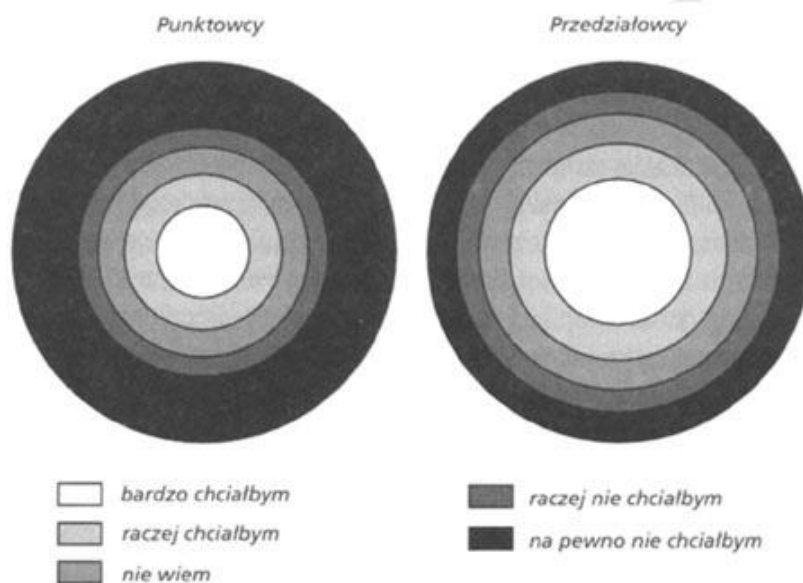 Punktowcy
Przedziałowcy
bardzo chciałbym
raczej chciałbym
nie wiem
raczej nie chciałbym
na pewno nie chciałbym